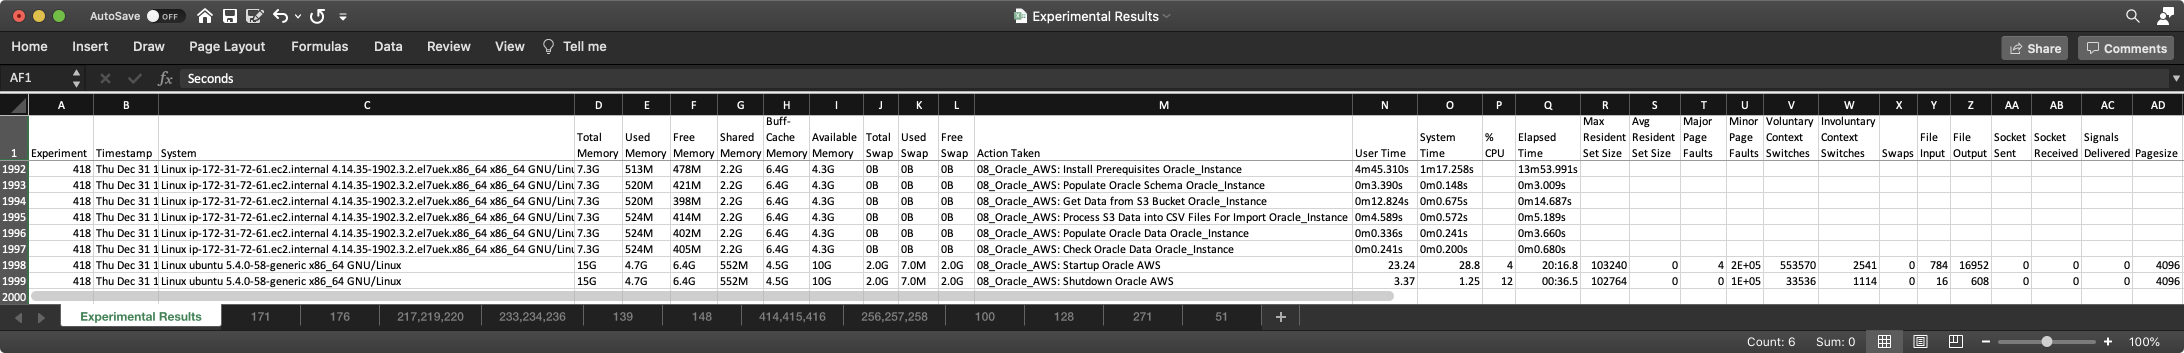 AutoSave OFF Experimental Results
Home Insert Draw Page Layout Formulas Data Review View Tell me Share Comments
AF1 fx Seconds
A B C D E F G H I J K L M N O P Q R S T U V W X Y Z AA AB AC AD
1 Experiment Timestamp System Total Memory Used Memory Free Memory Shared Memory Buff-Cache Memory Available Memory Total Swap Used Swap Free Swap Action Taken User Time System Time % CPU Elapsed Time Max Resident Set Size Avg Resident Set Size Major Page Faults Minor Page Faults Voluntary Context Switches Involuntary Context Switches Swaps File Input File Output Socket Sent Socket Received Signals Delivered Pagesize
1992 418 Thu Dec 31 1 Linux ip-172-31-72-61.ec2.internal 4.14.35-1902.3.2.el7uek.x86_64 x86_64 GNU/Linu 7.3G 513M 478M 2.2G 6.4G 4.3G 0B 0B 0B 08_Oracle_AWS: Install Prerequisites Oracle_Instance 4m45.310s 1m17.258s 13m53.991s
1993 418 Thu Dec 31 1 Linux ip-172-31-72-61.ec2.internal 4.14.35-1902.3.2.el7uek.x86_64 x86_64 GNU/Linu 7.3G 520M 421M 2.2G 6.4G 4.3G 0B 0B 0B 08_Oracle_AWS: Populate Oracle Schema Oracle_Instance 0m3.390s 0m0.148s 0m3.009s
1994 418 Thu Dec 31 1 Linux ip-172-31-72-61.ec2.internal 4.14.35-1902.3.2.el7uek.x86_64 x86_64 GNU/Linu 7.3G 520M 398M 2.2G 6.4G 4.3G 0B 0B 0B 08_Oracle_AWS: Get Data from S3 Bucket Oracle_Instance 0m12.824s 0m0.675s 0m14.687s
1995 418 Thu Dec 31 1 Linux ip-172-31-72-61.ec2.internal 4.14.35-1902.3.2.el7uek.x86_64 x86_64 GNU/Linu 7.3G 524M 414M 2.2G 6.4G 4.3G 0B 0B 0B 08_Oracle_AWS: Process S3 Data into CSV Files For Import Oracle_Instance 0m4.589s 0m0.572s 0m5.189s
1996 418 Thu Dec 31 1 Linux ip-172-31-72-61.ec2.internal 4.14.35-1902.3.2.el7uek.x86_64 x86_64 GNU/Linu 7.3G 524M 402M 2.2G 6.4G 4.3G 0B 0B 0B 08_Oracle_AWS: Populate Oracle Data Oracle_Instance 0m0.336s 0m0.241s 0m3.660s
1997 418 Thu Dec 31 1 Linux ip-172-31-72-61.ec2.internal 4.14.35-1902.3.2.el7uek.x86_64 x86_64 GNU/Linu 7.3G 524M 405M 2.2G 6.4G 4.3G 0B 0B 0B 08_Oracle_AWS: Check Oracle Data Oracle_Instance 0m0.241s 0m0.200s 0m0.680s
1998 418 Thu Dec 31 1 Linux ubuntu 5.4.0-58-generic x86_64 GNU/Linux 15G 4.7G 6.4G 552M 4.5G 10G 2.0G 7.0M 2.0G 08_Oracle_AWS: Startup Oracle AWS 23.24 28.8 4 20:16.8 103240 0 4 2E+05 553570 2541 0 784 16952 0 0 0 4096
1999 418 Thu Dec 31 1 Linux ubuntu 5.4.0-58-generic x86_64 GNU/Linux 15G 4.7G 6.4G 552M 4.5G 10G 2.0G 7.0M 2.0G 08_Oracle_AWS: Shutdown Oracle AWS 3.37 1.25 12 00:36.5 102764 0 0 1E+05 33536 1114 0 16 608 0 0 0 4096
2000
Experimental Results 171 176 217,219,220 233,234,236 139 148 414,415,416 256,257,258 100 128 271 51 +
Count: 6 Sum: 0 100%